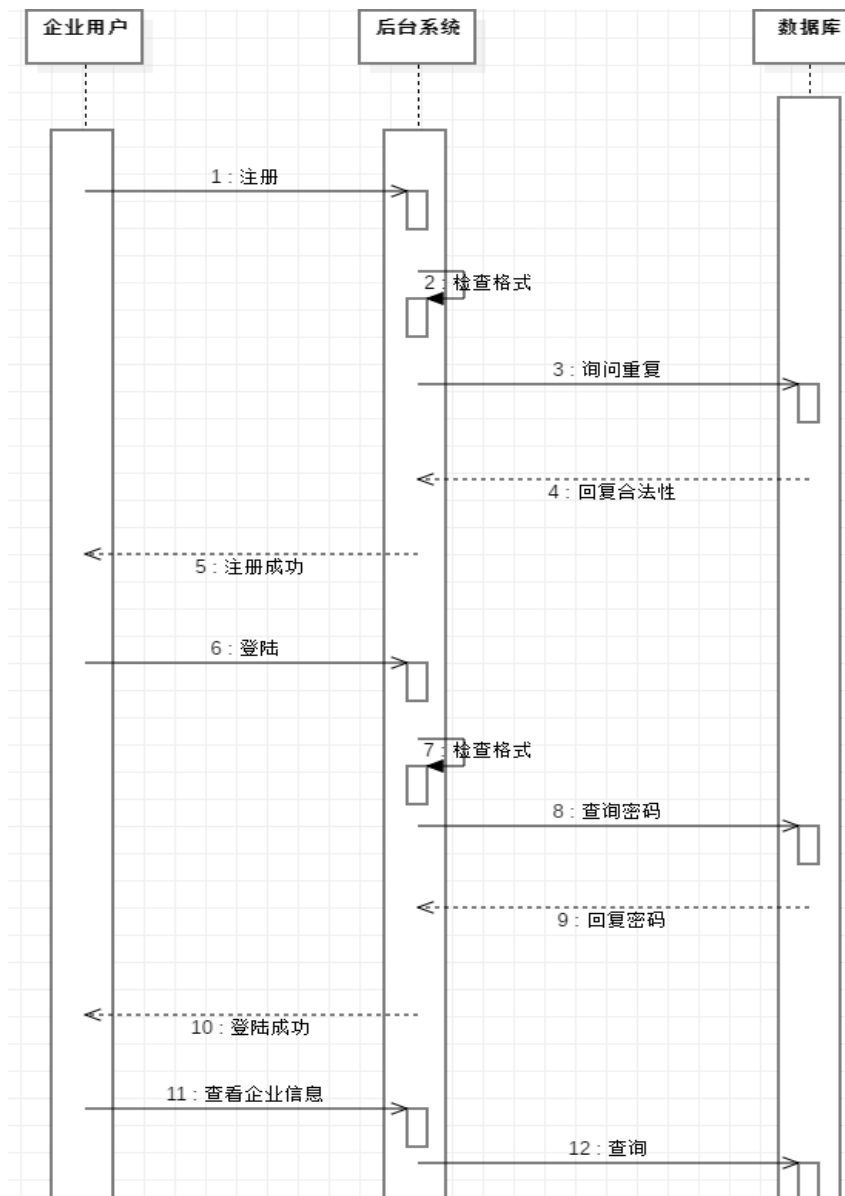 企业用户
后台系统
数据库
1 : 注册
2 : 检查格式
3 : 询问重复
4 : 回复合法性
5 : 注册成功
6 : 登陆
7 : 检查格式
8 : 查询密码
9 : 回复密码
10 : 登陆成功
11 : 查看企业信息
12 : 查询